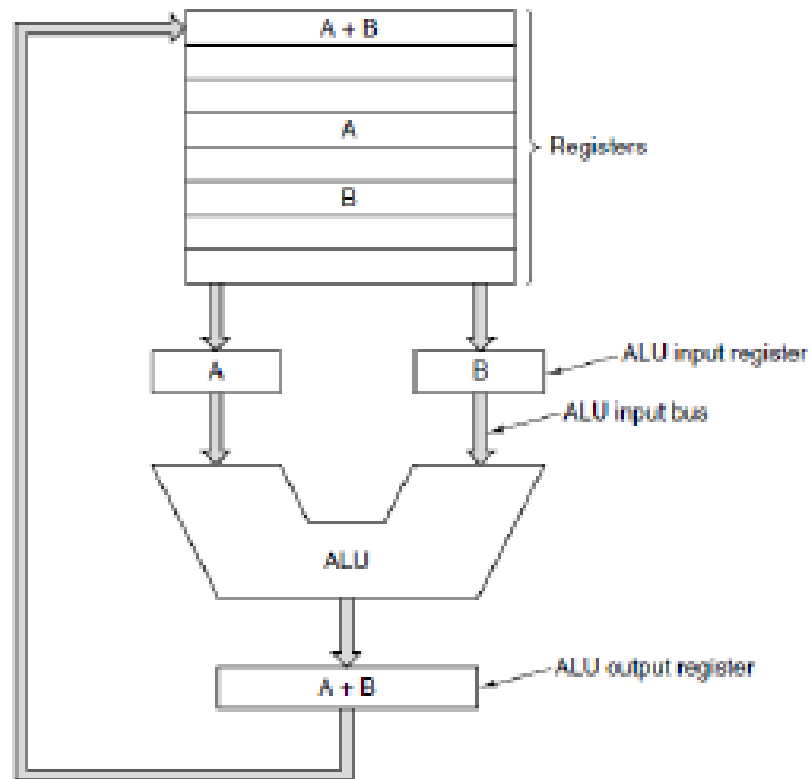 A + B
A
Registers
B
A
B
ALU input register
ALU input bus
ALU
ALU output register
A + B